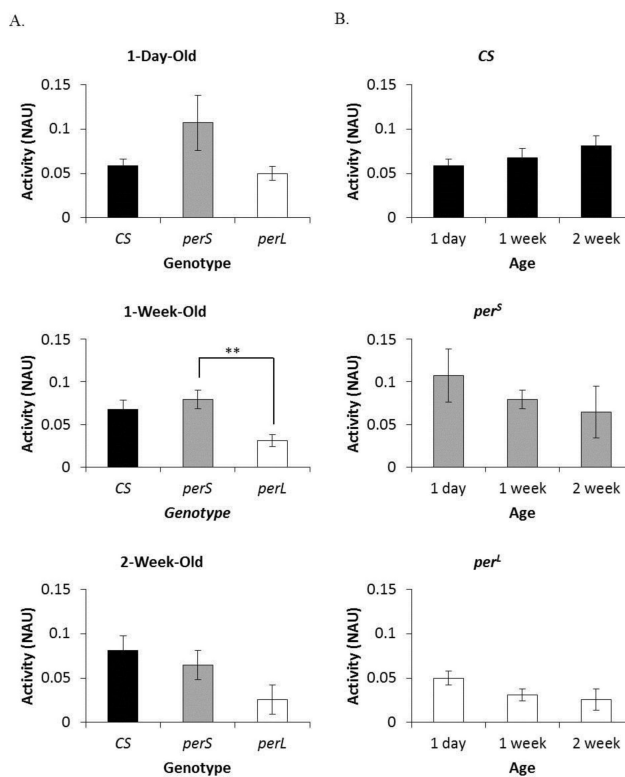 A.
1-Day-Old
Activity (NAU)
0.15
0.1
0.05
0
CS perS perL
Genotype
1-Week-Old
Activity (NAU)
0.15
0.1
0.05
0
**
CS perS perL
Genotype
2-Week-Old
Activity (NAU)
0.15
0.1
0.05
0
CS perS perL
Genotype
B.
CS
Activity (NAU)
0.15
0.1
0.05
0
1 day 1 week 2 week
Age
perS
Activity (NAU)
0.15
0.1
0.05
0
1 day 1 week 2 week
Age
perL
Activity (NAU)
0.15
0.1
0.05
0
1 day 1 week 2 week
Age